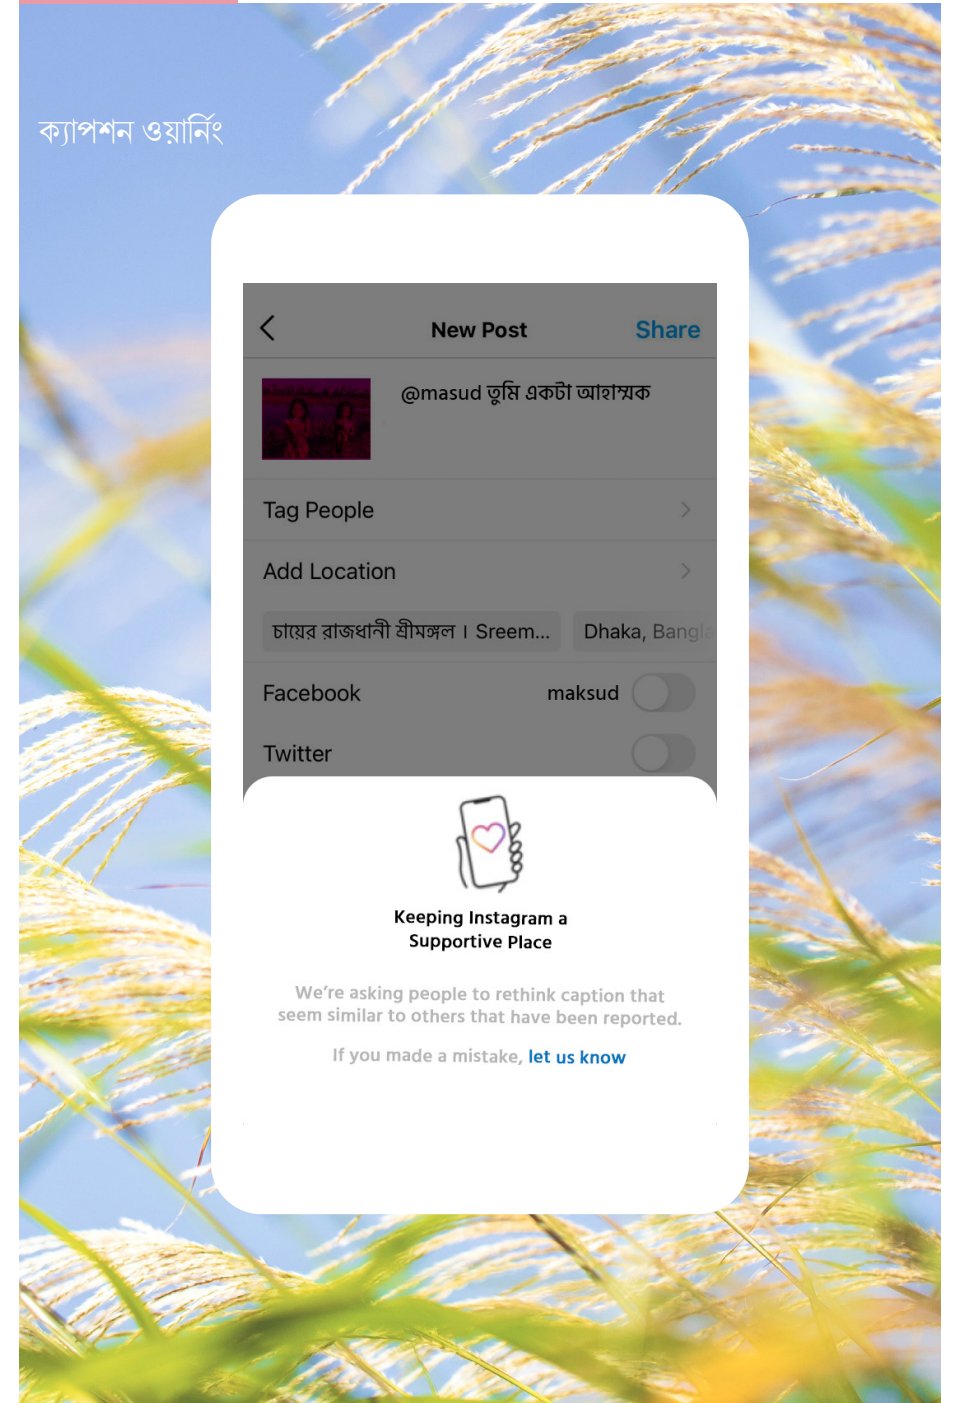 ক্যাপশন ওয়ার্নিং
New Post
Share
@masud তুমি একটা আহাম্মক
Tag People
Add Location
চায়ের রাজধানী শ্রীমঙ্গল । Sreem...
Dhaka, Bangla
Facebook
maksud
Twitter
Keeping Instagram a
Supportive Place
We're asking people to rethink caption that
seem similar to others that have been reported.
If you made a mistake, let us know